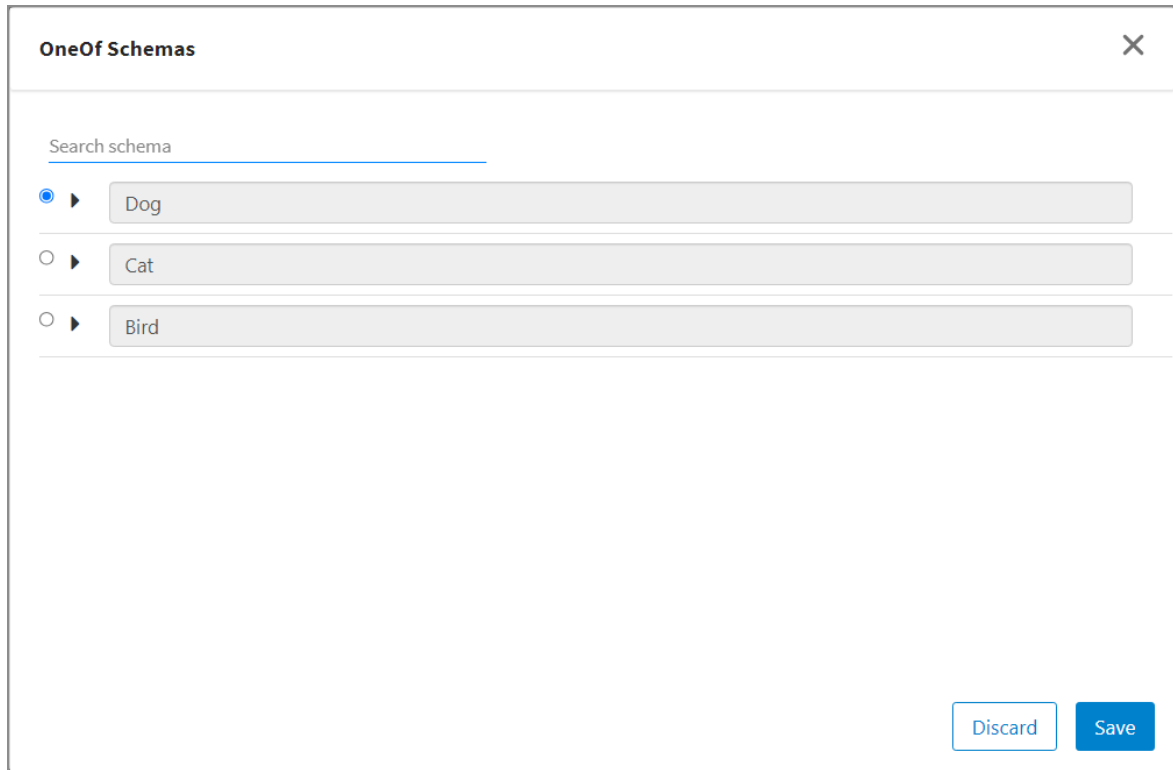 OneOf Schemas
Search schema
Dog
Cat
Bird
Discard Save